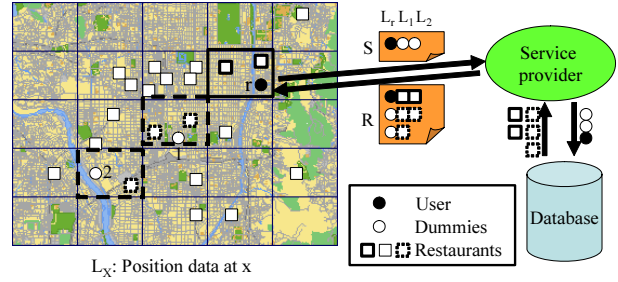 Lr L1 L2
S
Service
provider
r
R
1
2
User
Dummies
Restaurants
Database
LX: Position data at x